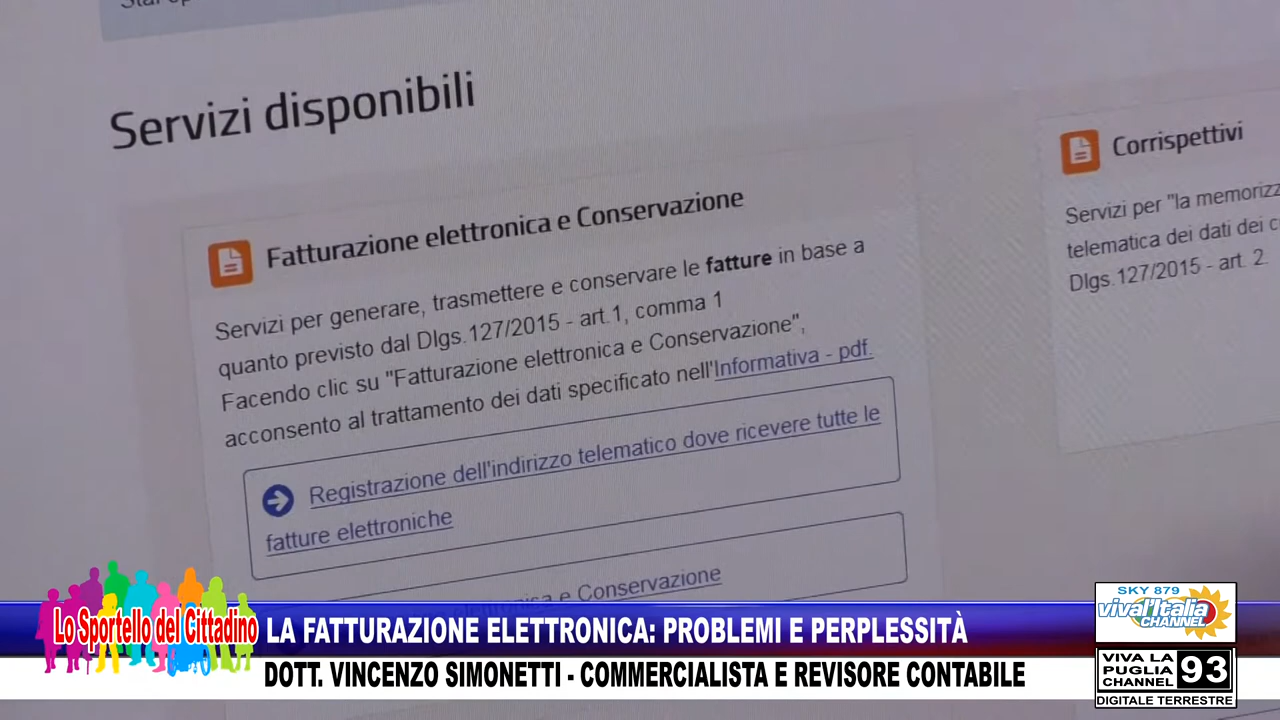 Servizi disponibili
Fatturazione elettronica e Conservazione
Servizi per generare, trasmettere e conservare le fatture in base a
quanto previsto dal Dlgs.127/2015 - art.1, comma 1
Facendo clic su "Fatturazione elettronica e Conservazione",
acconsento al trattamento dei dati specificato nell'Informativa - pdf.
Registrazione dell'indirizzo telematico dove ricevere tutte le
fatture elettroniche
e Conservazione
Corrispettivi
Servizi per "la
telematica dei dati dei
Dlgs.127/2015 - art. 2.
Lo Sportello del Cittadino
LA FATTURAZIONE ELETTRONICA: PROBLEMI E PERPLESSITÀ
DOTT. VINCENZO SIMONETTI - COMMERCIALISTA E REVISORE CONTABILE
SKY 879
viva l'Italia
CHANNEL
VIVA LA
PUGLIA
CHANNEL
93
DIGITALE TERRESTRE